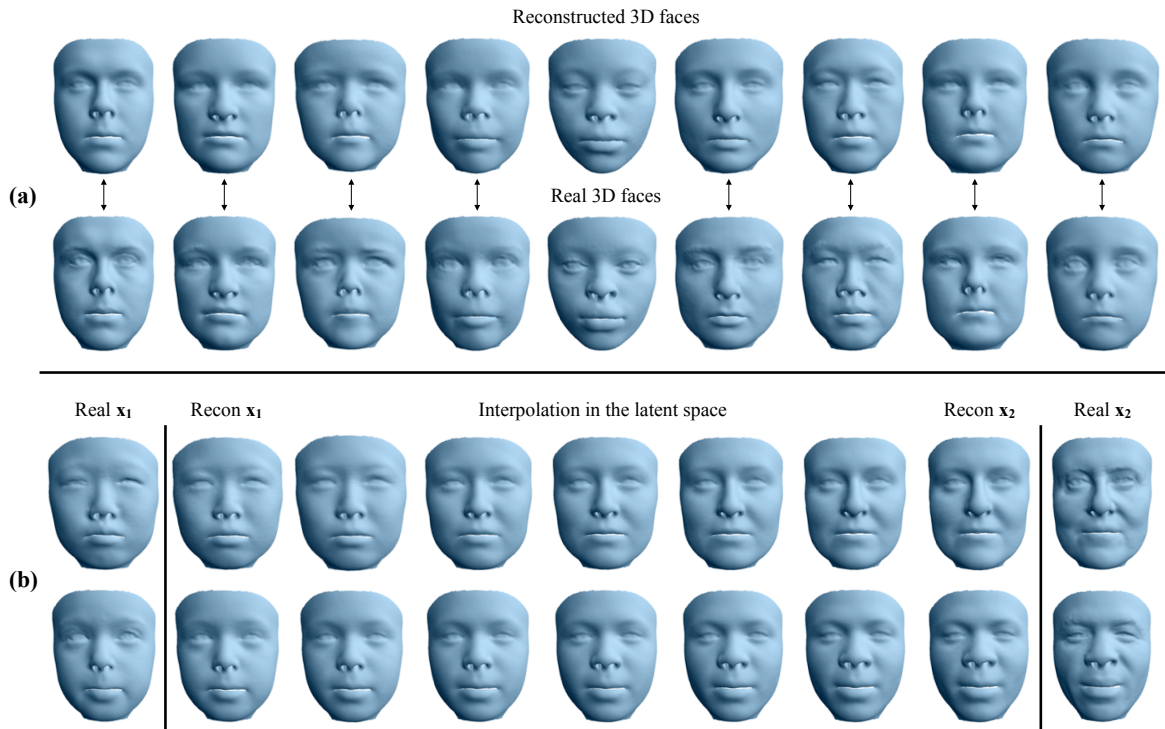 Reconstructed 3D faces
(a)
Real 3D faces
Real x₁
Recon x₁
Interpolation in the latent space
Recon x₂
Real x₂
(b)